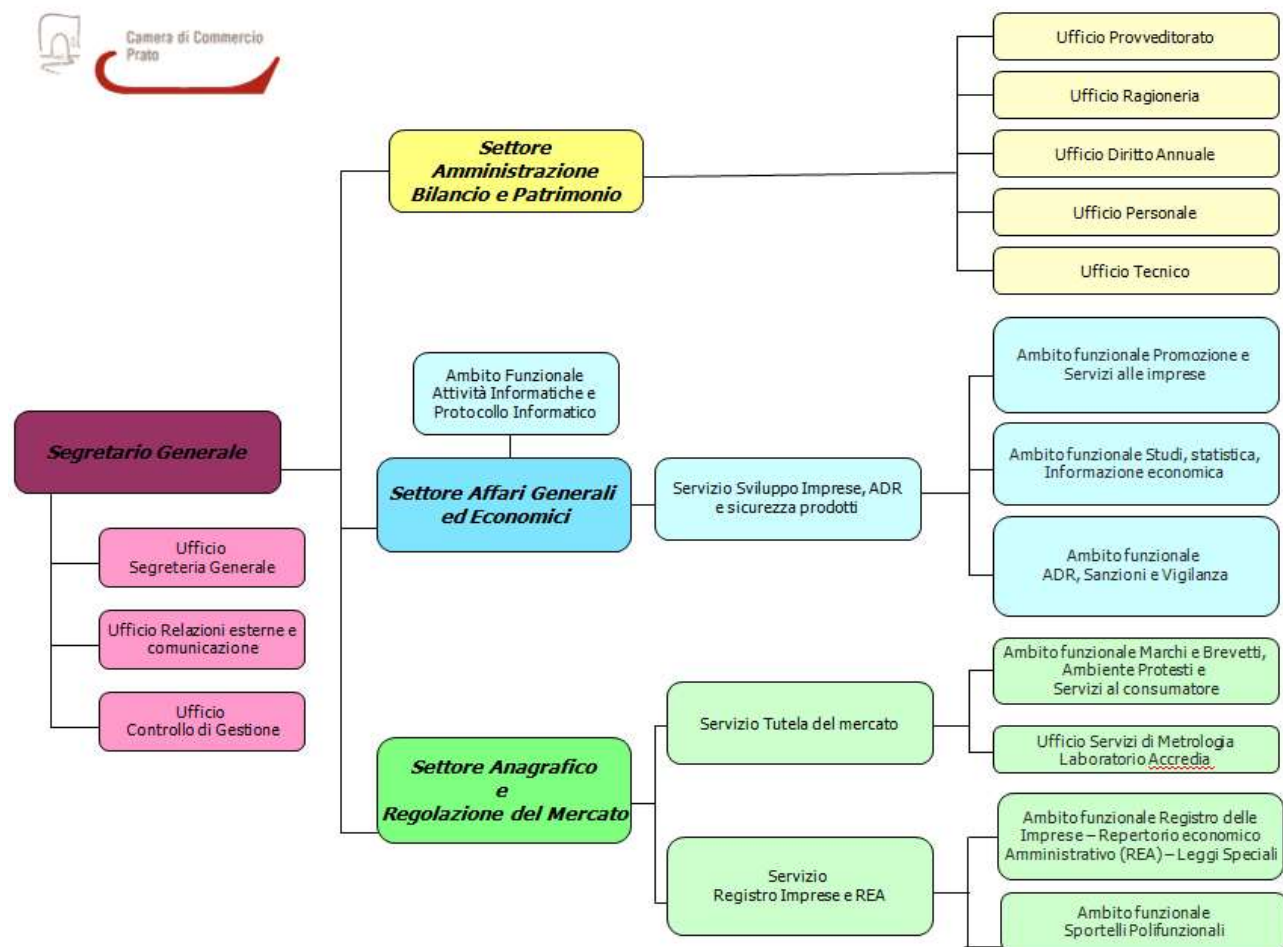 Camera di Commercio
Prato
Ufficio Provveditorato
Ufficio Ragioneria
Settore
Amministrazione
Bilancio e Patrimonio
Ufficio Diritto Annuale
Ufficio Personale
Ufficio Tecnico
Ambito Funzionale
Attività Informatiche e
Protocollo Informatico
Ambito funzionale Promozione e
Servizi alle imprese
Segretario Generale
Settore Affari Generali
ed Economici
Servizio Sviluppo Imprese, ADR
e sicurezza prodotti
Ambito funzionale Studi, statistica,
Informazione economica
Ambito funzionale
ADR, Sanzioni e Vigilanza
Ufficio
Segreteria Generale
Ufficio Relazioni esterne e
comunicazione
Ufficio
Controllo di Gestione
Settore Anagrafico
e
Regolazione del Mercato
Servizio Tutela del mercato
Ambito funzionale Marchi e Brevetti,
Ambiente Protesti e
Servizi al consumatore
Ufficio Servizi di Metrologia
Laboratorio Accredia
Servizio
Registro Imprese e REA
Ambito funzionale Registro delle
Imprese – Repertorio economico
Amministrativo (REA) – Leggi Speciali
Ambito funzionale
Sportelli Polifunzionali